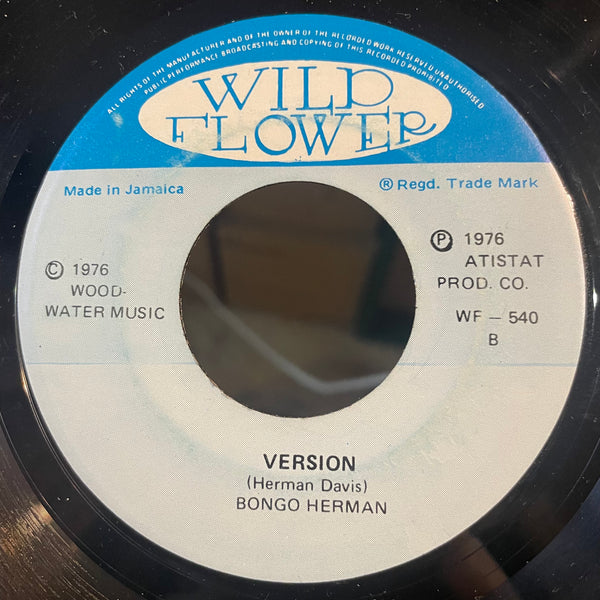 ALL RIGHTS OF THE MANUFACTURER AND OF THE OWNER OF THE RECORDED WORK RESERVED UNAUTHORISED
PUBLIC PERFORMANCE BROADCASTING AND COPYING OF THIS RECORDED PROHIBITED
WILD
FLOWER
Made in Jamaica
® Regd. Trade Mark
© 1976
WOOD-
WATER MUSIC
℗ 1976
ATISTAT
PROD. CO.
WF – 540
B
VERSION
(Herman Davis)
BONGO HERMAN